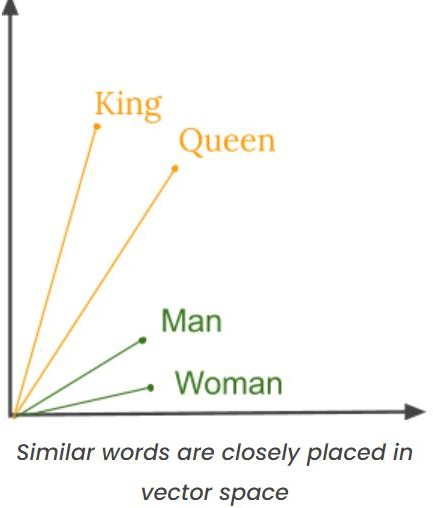 King
Queen
Man
Woman
Similar words are closely placed in
vector space